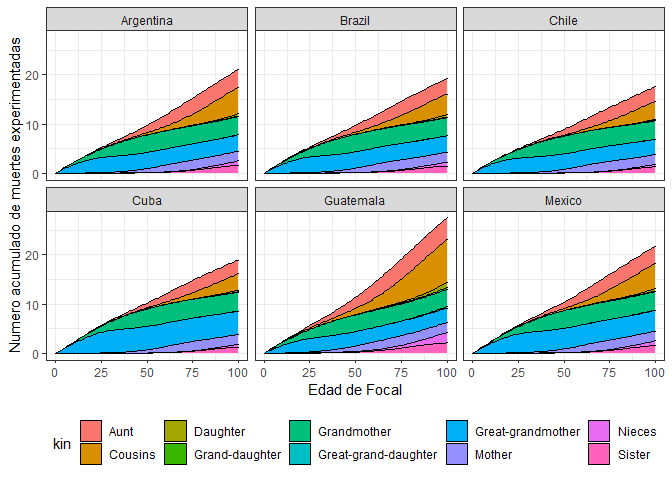 Argentina Brazil Chile
Numero acumulado de muertes experimentadas
20
10
0
Cuba Guatemala Mexico
20
10
0
0 25 50 75 100 0 25 50 75 100 0 25 50 75 100
Edad de Focal
kin
Aunt Daughter Grandmother Great-grandmother Nieces
Cousins Grand-daughter Great-grand-daughter Mother Sister